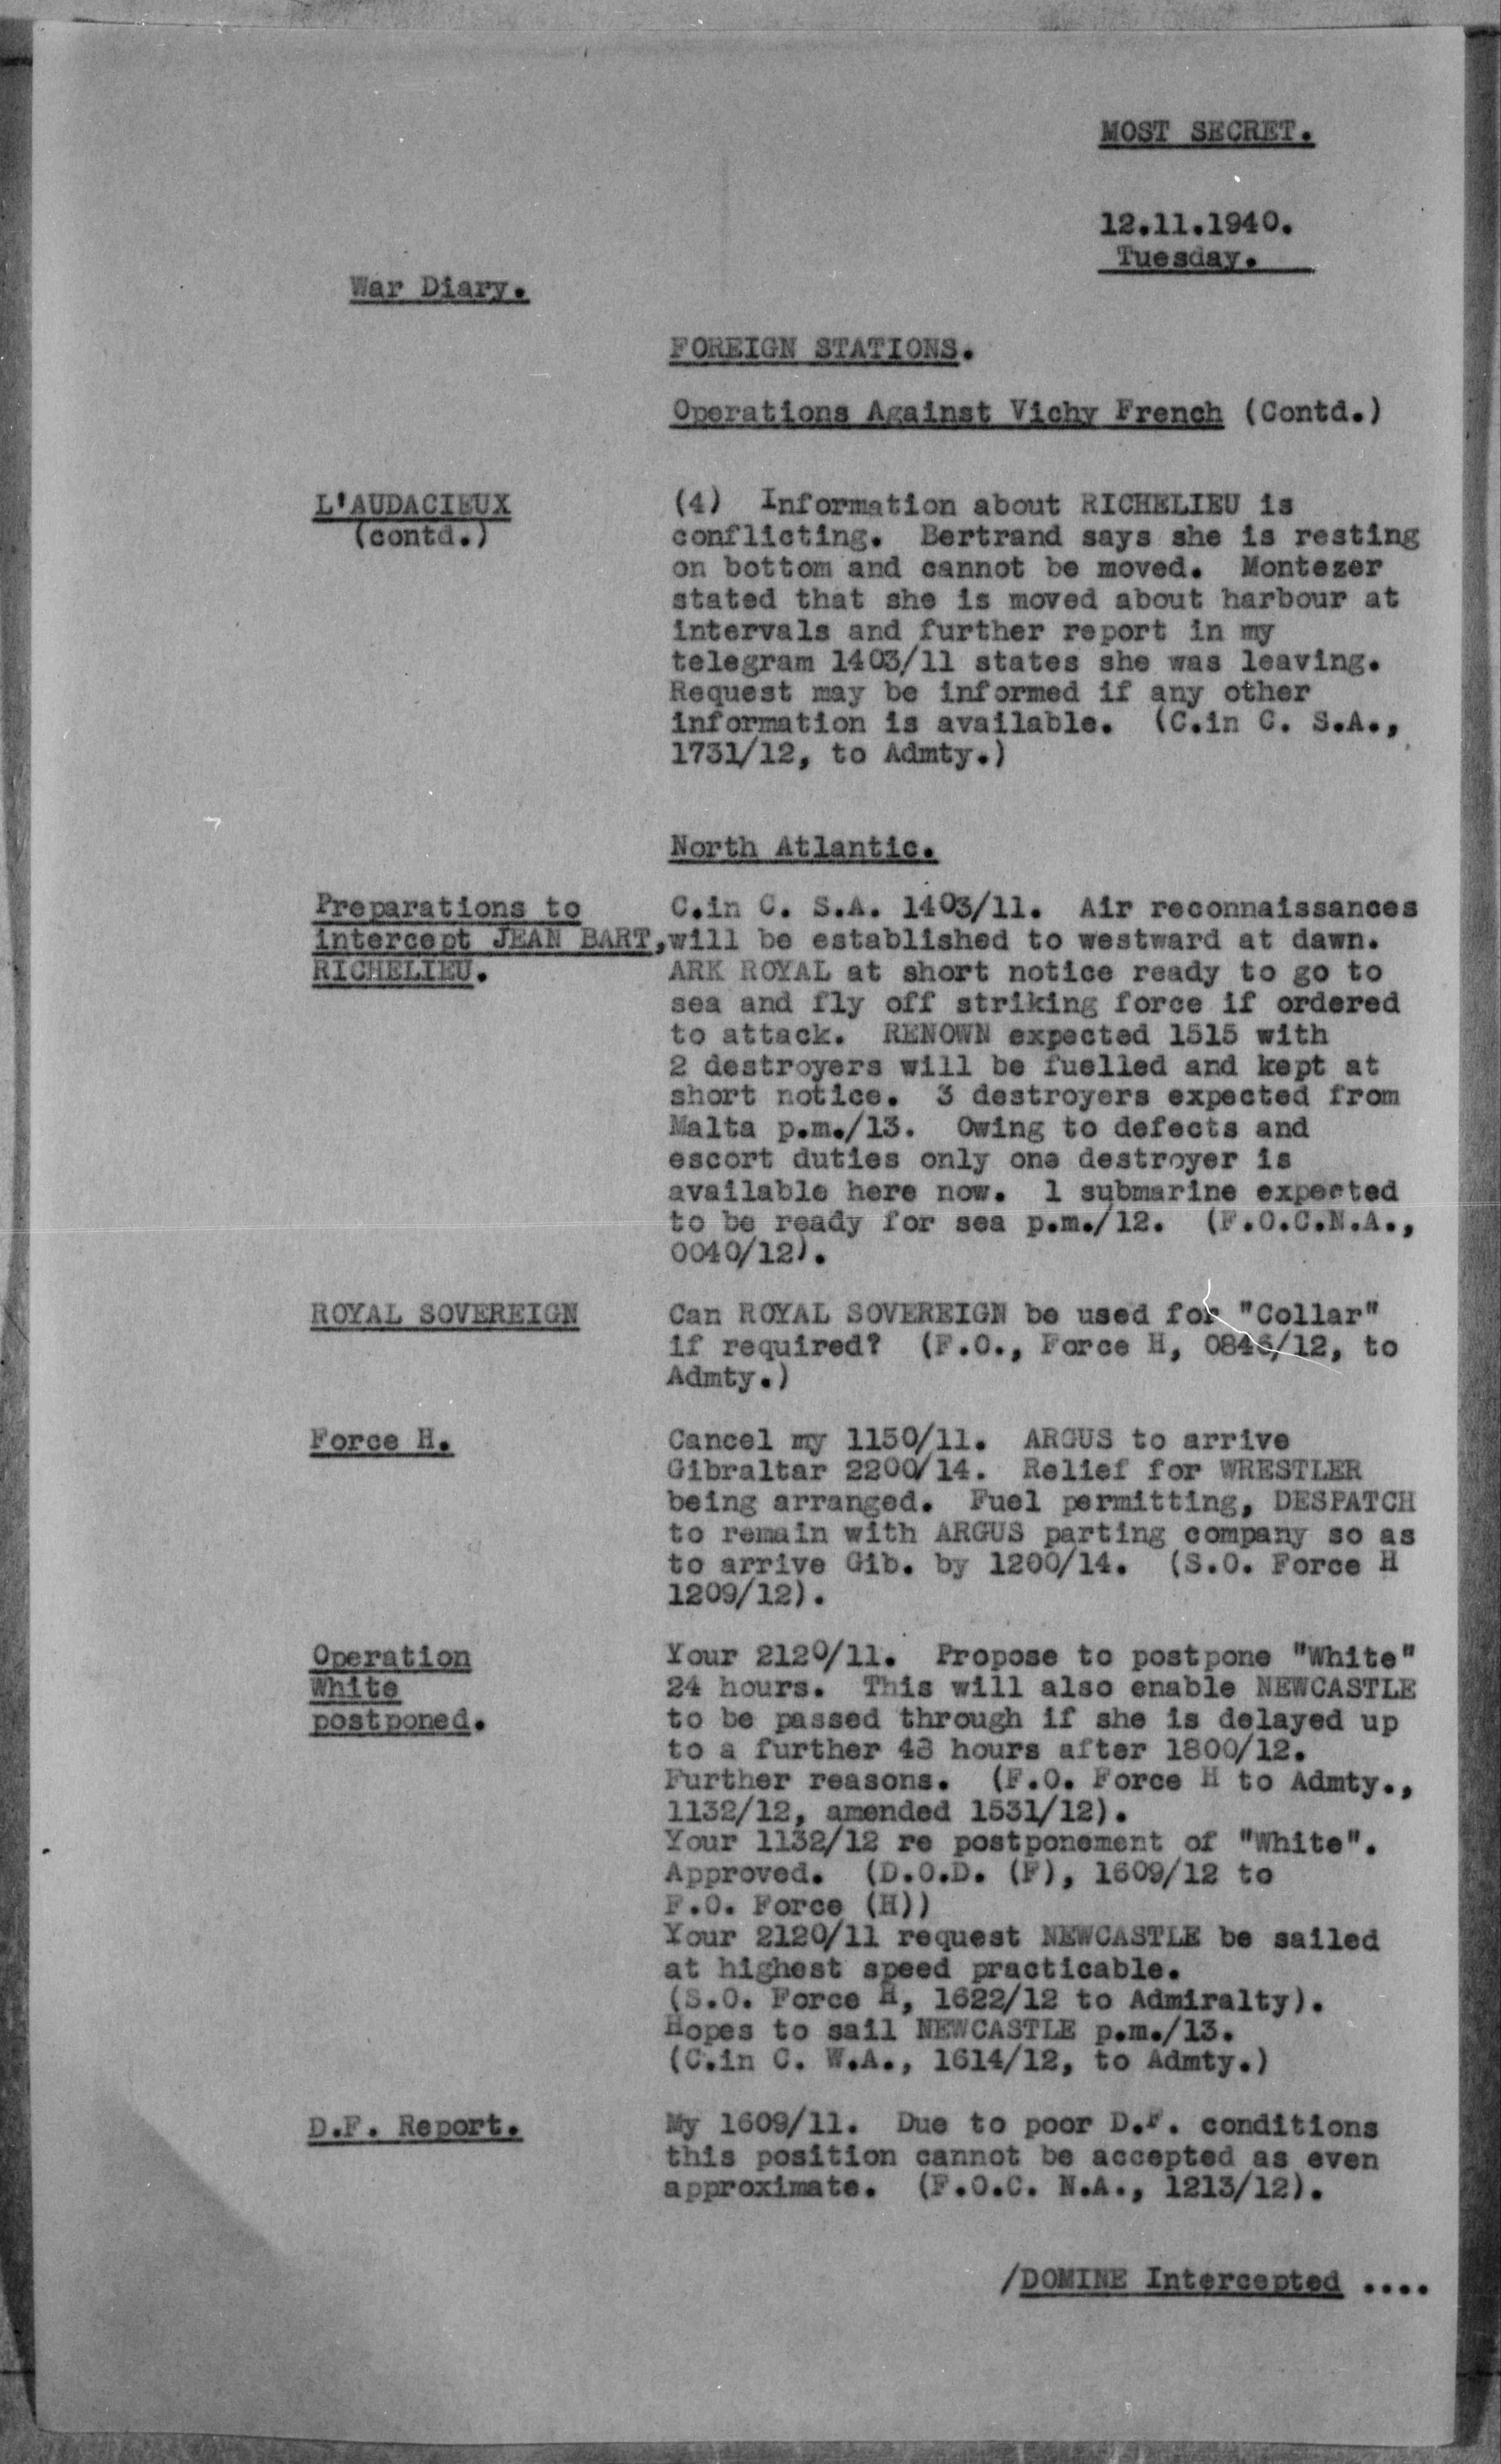 MOST SECRET.
12.11.1940.
Tuesday.
War Diary.
FOREIGN STATIONS.
Operations Against Vichy French (Contd.)
L'AUDACIEUX
(contd.)
(4) Information about RICHELIEU is
conflicting. Bertrand says she is resting
on bottom and cannot be moved. Montezer
stated that she is moved about harbour at
intervals and further report in my
telegram 1403/11 states she was leaving.
Request may be informed if any other
information is available. (C.in C. S.A.,
1731/12, to Admty.)
North Atlantic.
Preparations to
intercept JEAN BART,
RICHELIEU.
C.in C. S.A. 1403/11. Air reconnaissances
will be established to westward at dawn.
ARK ROYAL at short notice ready to go to
sea and fly off striking force if ordered
to attack. RENOWN expected 1515 with
2 destroyers will be fuelled and kept at
short notice. 3 destroyers expected from
Malta p.m./13. Owing to defects and
escort duties only one destroyer is
available here now. 1 submarine expected
to be ready for sea p.m./12. (F.O.C.N.A.,
0040/12).
ROYAL SOVEREIGN
Can ROYAL SOVEREIGN be used for "Collar"
if required? (F.O., Force H, 0846/12, to
Admty.)
Force H.
Cancel my 1150/11. ARGUS to arrive
Gibraltar 2200/14. Relief for WRESTLER
being arranged. Fuel permitting, DESPATCH
to remain with ARGUS parting company so as
to arrive Gib. by 1200/14. (S.O. Force H
1209/12).
Operation
White
postponed.
Your 2120/11. Propose to postpone "White"
24 hours. This will also enable NEWCASTLE
to be passed through if she is delayed up
to a further 48 hours after 1800/12.
Further reasons. (F.O. Force H to Admty.,
1132/12, amended 1531/12).
Your 1132/12 re postponement of "White".
Approved. (D.O.D. (F), 1609/12 to
F.O. Force (H))
Your 2120/11 request NEWCASTLE be sailed
at highest speed practicable.
(S.O. Force H, 1622/12 to Admiralty).
Hopes to sail NEWCASTLE p.m./13.
(C.in C. W.A., 1614/12, to Admty.)
D.F. Report.
My 1609/11. Due to poor D.F. conditions
this position cannot be accepted as even
approximate. (F.O.C. N.A., 1213/12).
/DOMINE Intercepted ....